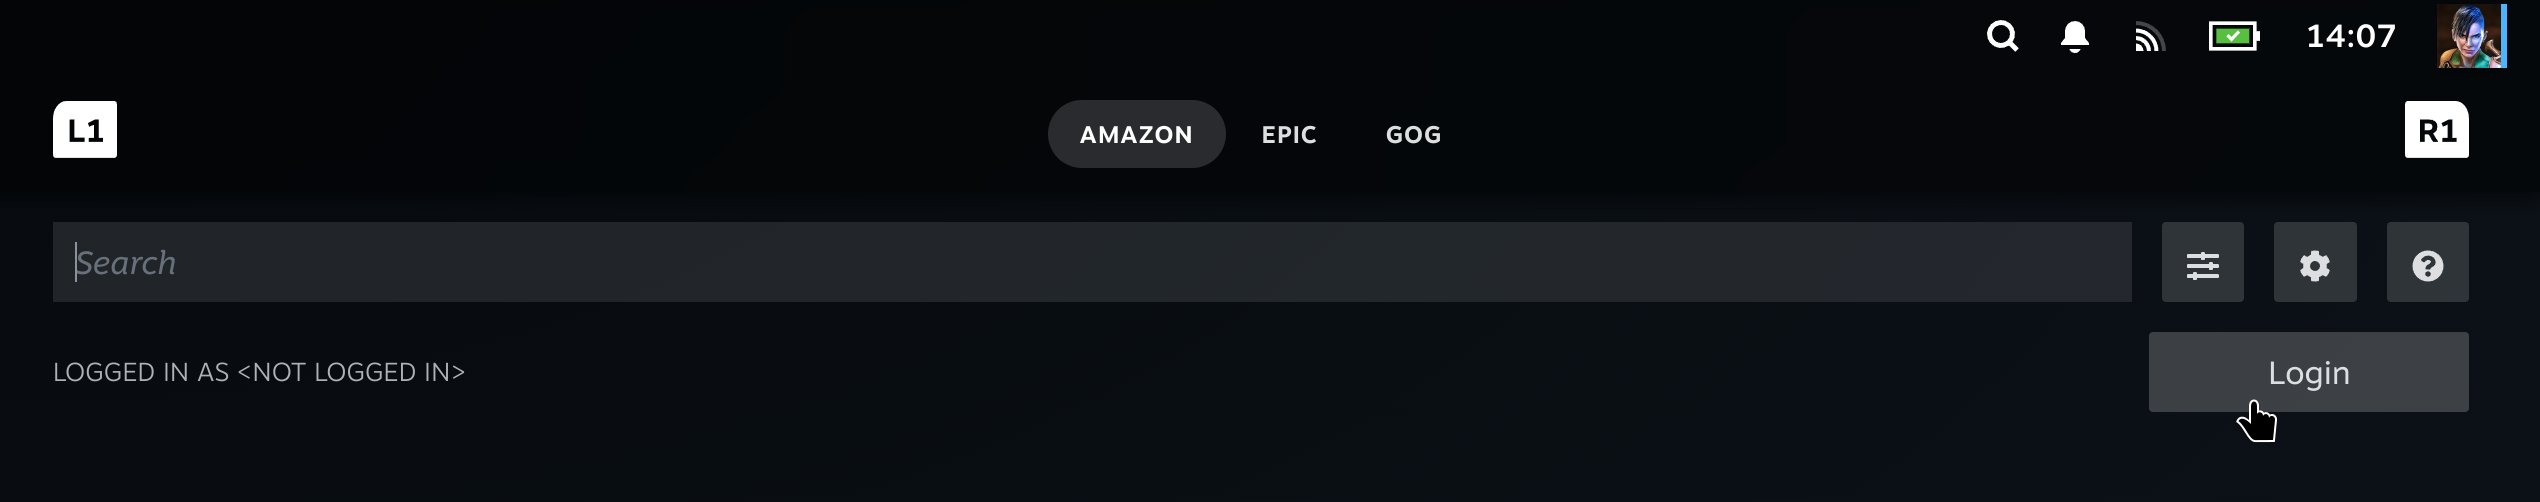 14:07
L1 AMAZON EPIC GOG R1
Search
LOGGED IN AS <NOT LOGGED IN> Login